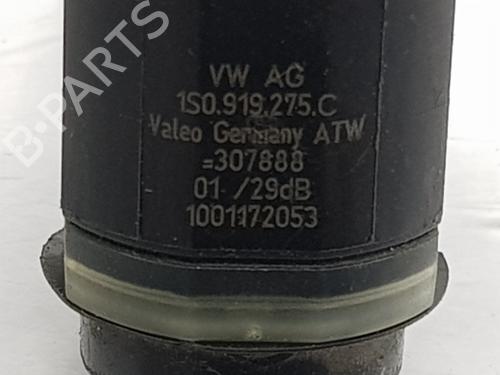 VW AG
1S0.919.275.C
Valeo Germany ATW
=307888
01 /29dB
1001172053
B-PARTS